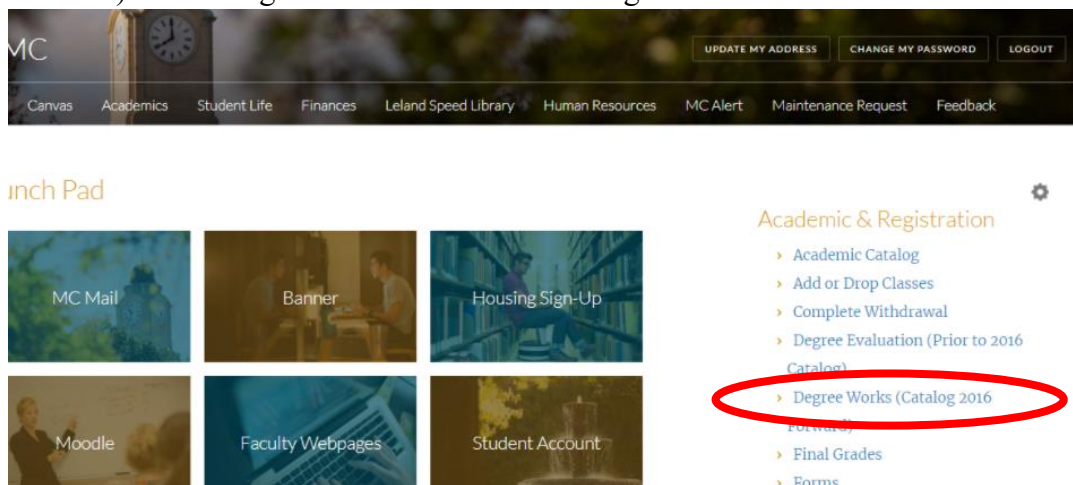 MC
UPDATE MY ADDRESS CHANGE MY PASSWORD LOGOUT
Canvas Academics Student Life Finances Leland Speed Library Human Resources MC Alert Maintenance Request Feedback
unch Pad
Academic & Registration
MC Mail Banner Housing Sign-Up
Moodle Faculty Webpages Student Account
› Academic Catalog
› Add or Drop Classes
› Complete Withdrawal
› Degree Evaluation (Prior to 2016
Catalog)
› Degree Works (Catalog 2016
Forward)
› Final Grades
› Forms